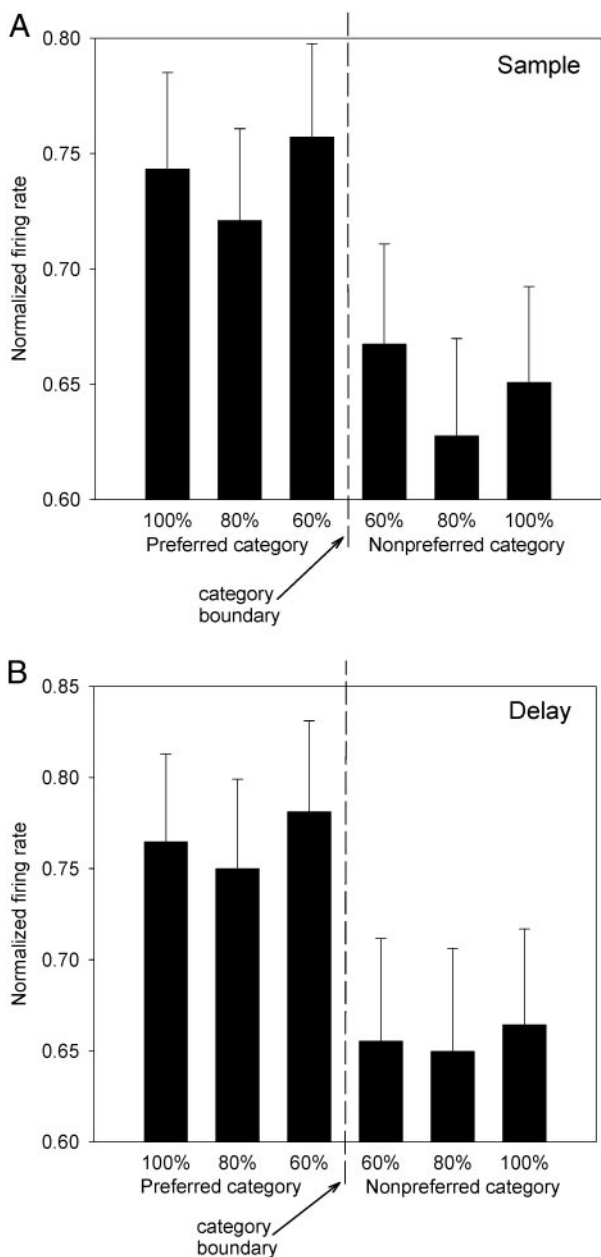 A
Sample
Normalized firing rate
0.80
0.75
0.70
0.65
0.60
100% 80% 60% 60% 80% 100%
Preferred category Nonpreferred category
category
boundary
B
Delay
Normalized firing rate
0.85
0.80
0.75
0.70
0.65
0.60
100% 80% 60% 60% 80% 100%
Preferred category Nonpreferred category
category
boundary